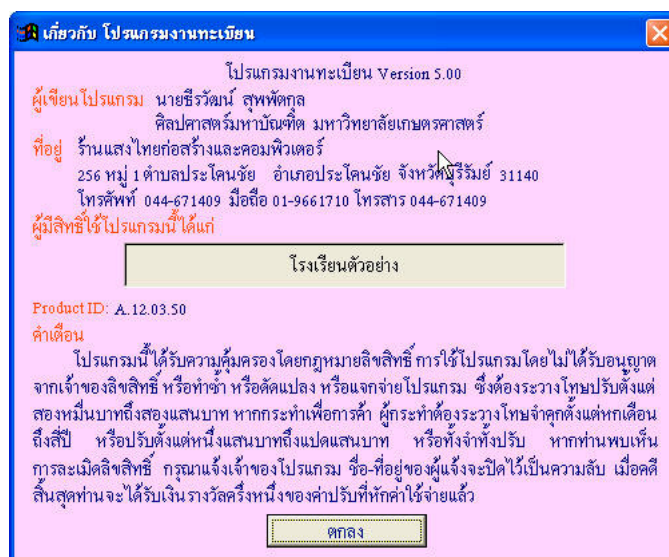 เกี่ยวกับ โปรแกรมงานทะเบียน
โปรแกรมงานทะเบียน Version 5.00
ผู้เขียนโปรแกรม นายธีรวัฒน์ สุพพัตกุล
ศิลปศาสตร์มหาบัณฑิต มหาวิทยาลัยเกษตรศาสตร์
ที่อยู่ ร้านแสงไทยก่อสร้างและคอมพิวเตอร์
256 หมู่ 1 ตำบลประโคนชัย อำเภอประโคนชัย จังหวัดบุรีรัมย์ 31140
โทรศัพท์ 044-671409 มือถือ 01-9661710 โทรสาร 044-671409
ผู้มีสิทธิ์ใช้โปรแกรมนี้ได้แก่
โรงเรียนตัวอย่าง
Product ID: A.12.03.50
คำเตือน
โปรแกรมนี้ได้รับความคุ้มครองโดยกฎหมายลิขสิทธิ์ การใช้โปรแกรมโดยไม่ได้รับอนุญาต
จากเจ้าของลิขสิทธิ์ หรือทำซ้ำ หรือดัดแปลง หรือแจกจ่ายโปรแกรม ซึ่งต้องระวางโทษปรับตั้งแต่
สองหมื่นบาทถึงสองแสนบาท หากกระทำเพื่อการค้า ผู้กระทำต้องระวางโทษจำคุกตั้งแต่หกเดือน
ถึงสี่ปี หรือปรับตั้งแต่หนึ่งแสนบาทถึงแปดแสนบาท หรือทั้งจำทั้งปรับ หากท่านพบเห็น
การละเมิดลิขสิทธิ์ กรุณาแจ้งเจ้าของโปรแกรม ชื่อ-ที่อยู่ของผู้แจ้งจะปิดไว้เป็นความลับ เมื่อคดี
สิ้นสุดท่านจะได้รับเงินรางวัลครึ่งหนึ่งของค่าปรับที่หักค่าใช้จ่ายแล้ว
ตกลง